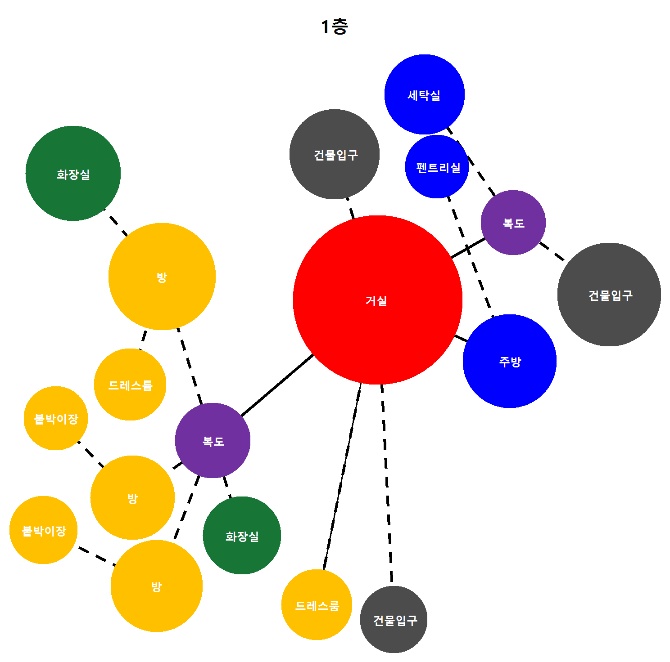 1층
세탁실
건물입구
펜트리실
화장실
복도
방
건물입구
거실
주방
드레스룸
붙박이장
복도
방
붙박이장
화장실
방
드레스룸
건물입구